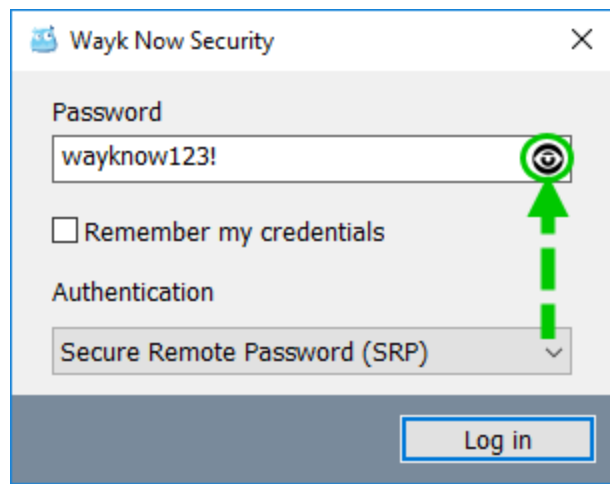 Wayk Now Security
Password
wayknow123!
Remember my credentials
Authentication
Secure Remote Password (SRP)
Log in